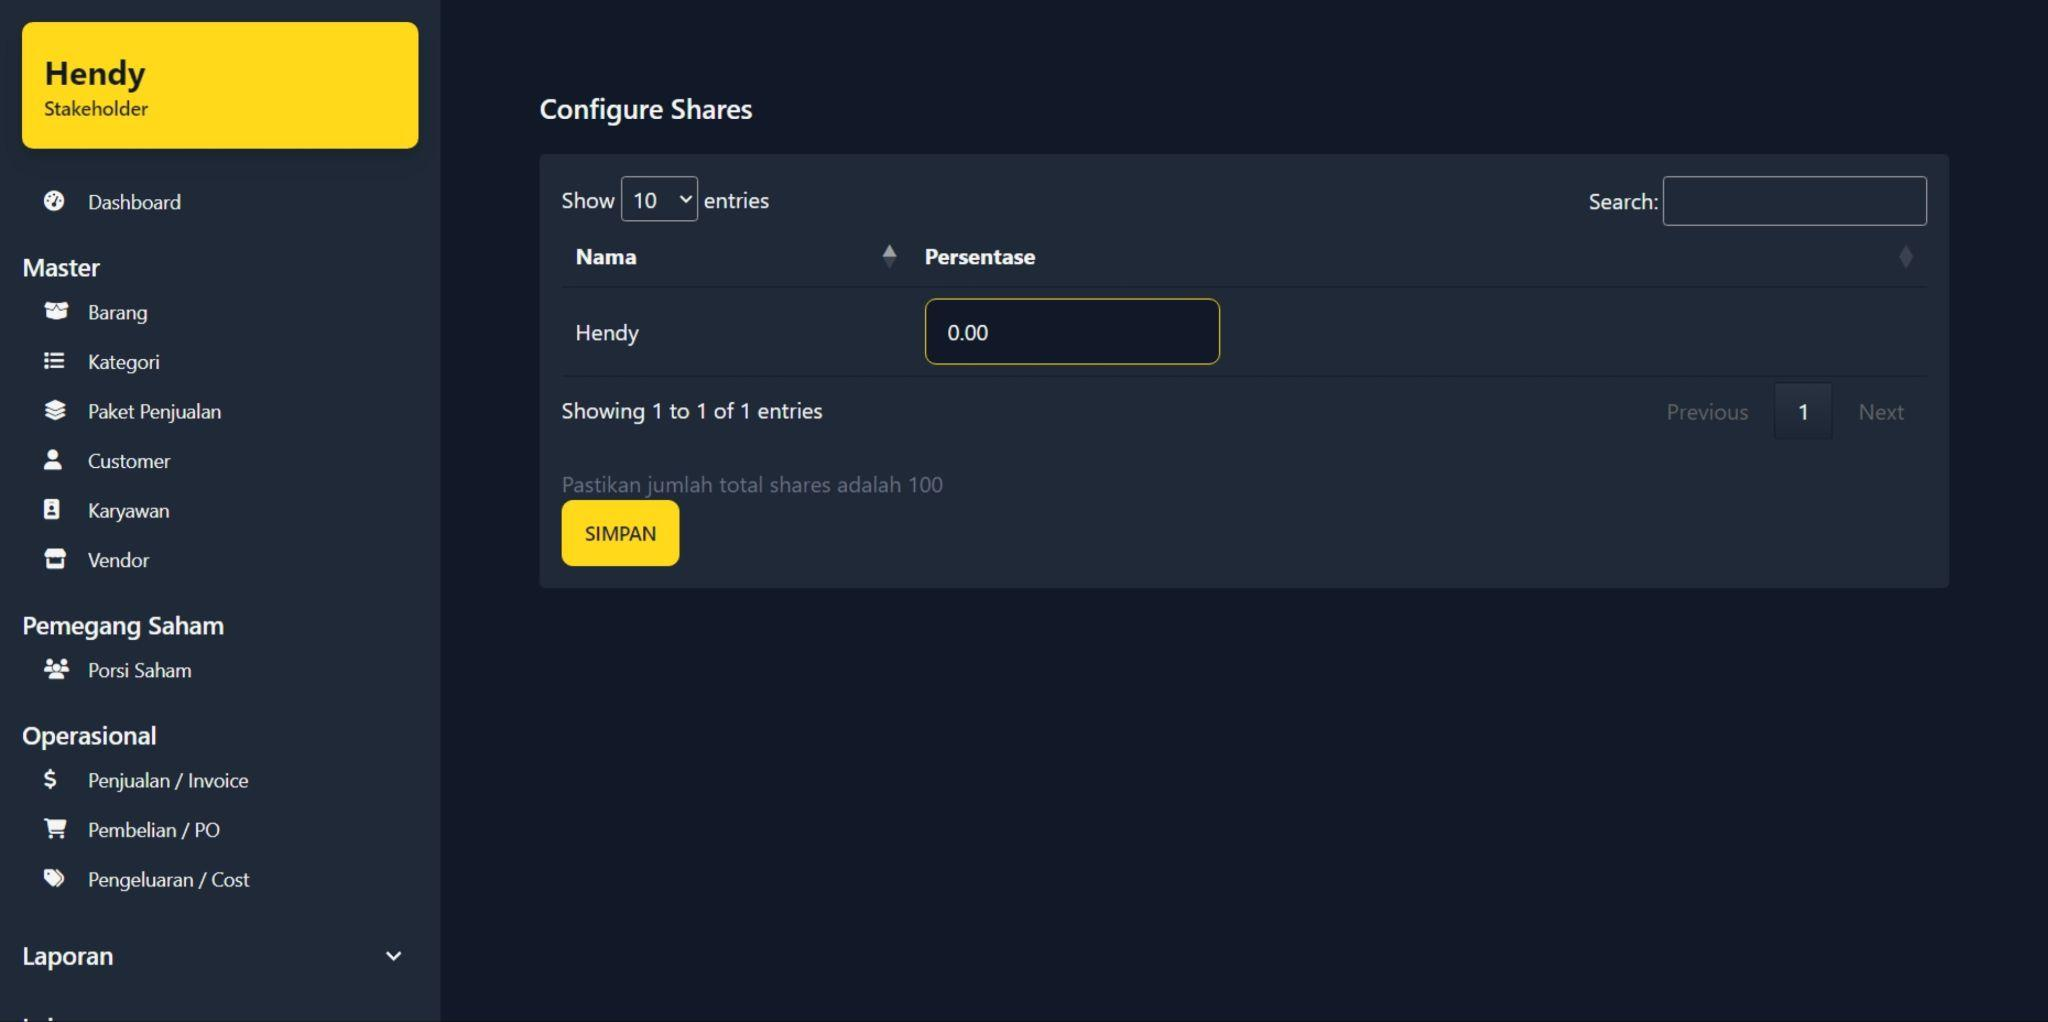 Hendy
Stakeholder
Dashboard
Master
Barang
Kategori
Paket Penjualan
Customer
Karyawan
Vendor
Pemegang Saham
Porsi Saham
Operasional
Penjualan / Invoice
Pembelian / PO
Pengeluaran / Cost
Laporan
Configure Shares
Show 10 entries Search:
Nama Persentase
Hendy 0.00
Showing 1 to 1 of 1 entries Previous 1 Next
Pastikan jumlah total shares adalah 100
SIMPAN